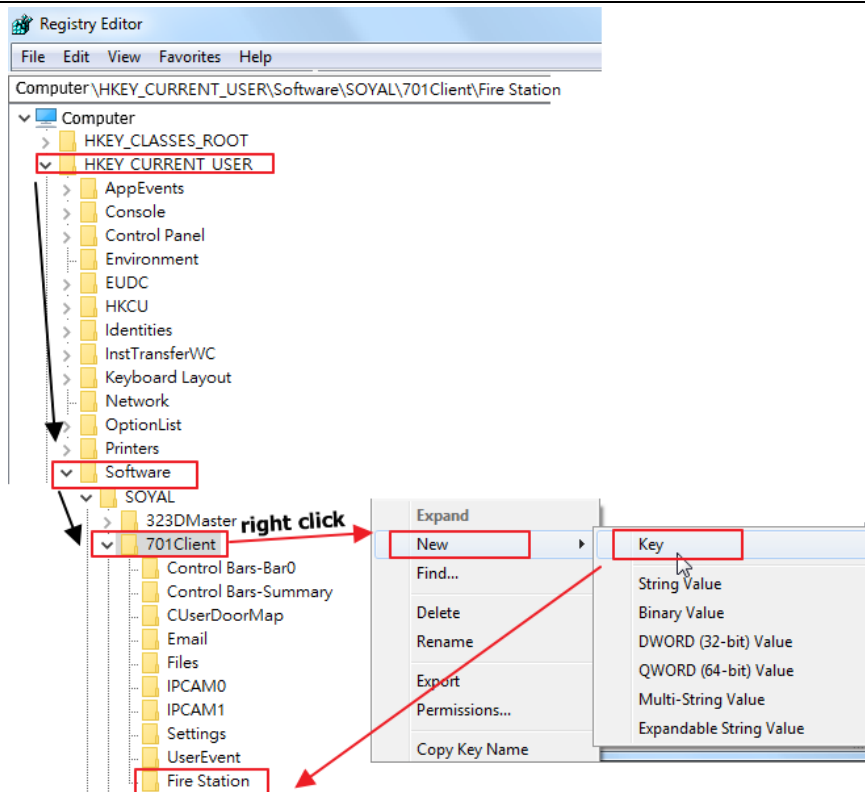 Registry Editor
File Edit View Favorites Help
Computer\HKEY_CURRENT_USER\Software\SOYAL\701Client\Fire Station
Computer
HKEY_CLASSES_ROOT
HKEY_CURRENT_USER
AppEvents
Console
Control Panel
Environment
EUDC
HKCU
Identities
InstTransferWC
Keyboard Layout
Network
OptionList
Printers
Software
SOYAL
323DMaster
right click
701Client
Control Bars-Bar0
Control Bars-Summary
CUserDoorMap
Email
Files
IPCAM0
IPCAM1
Settings
UserEvent
Fire Station
Expand
New
Find...
Delete
Rename
Export
Permissions...
Copy Key Name
Key
String Value
Binary Value
DWORD (32-bit) Value
QWORD (64-bit) Value
Multi-String Value
Expandable String Value